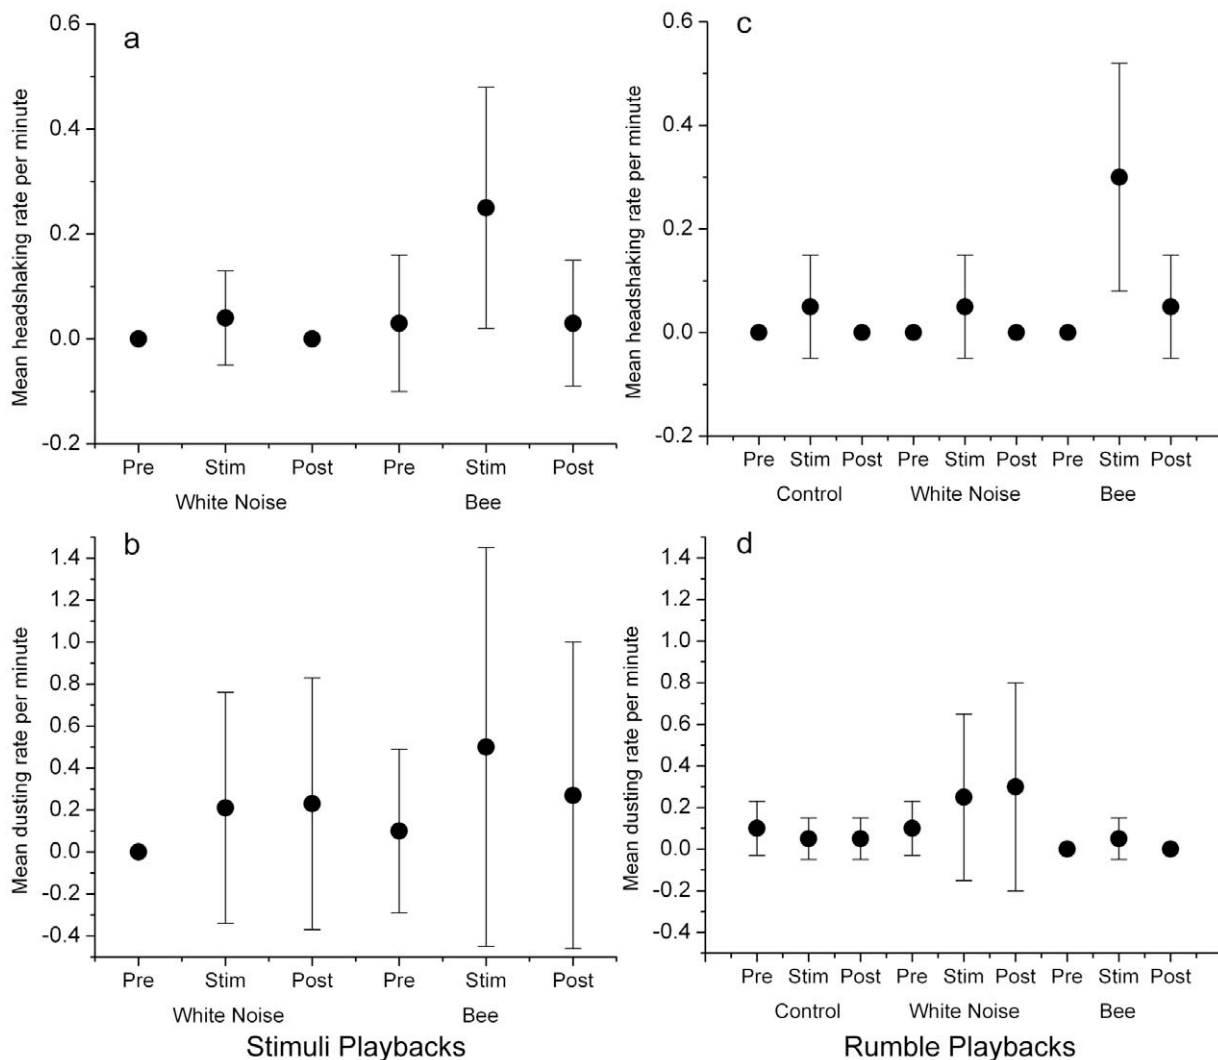 a
Mean headshaking rate per minute
0.6
0.4
0.2
0.0
-0.2
Pre Stim Post Pre Stim Post
White Noise Bee
c
Mean headshaking rate per minute
0.6
0.4
0.2
0.0
-0.2
Pre Stim Post Pre Stim Post Pre Stim Post
Control White Noise Bee
b
Mean dusting rate per minute
1.4
1.2
1.0
0.8
0.6
0.4
0.2
0.0
-0.2
-0.4
Pre Stim Post Pre Stim Post
White Noise Bee
Stimuli Playbacks
d
Mean dusting rate per minute
1.4
1.2
1.0
0.8
0.6
0.4
0.2
0.0
-0.2
-0.4
Pre Stim Post Pre Stim Post Pre Stim Post
Control White Noise Bee
Rumble Playbacks